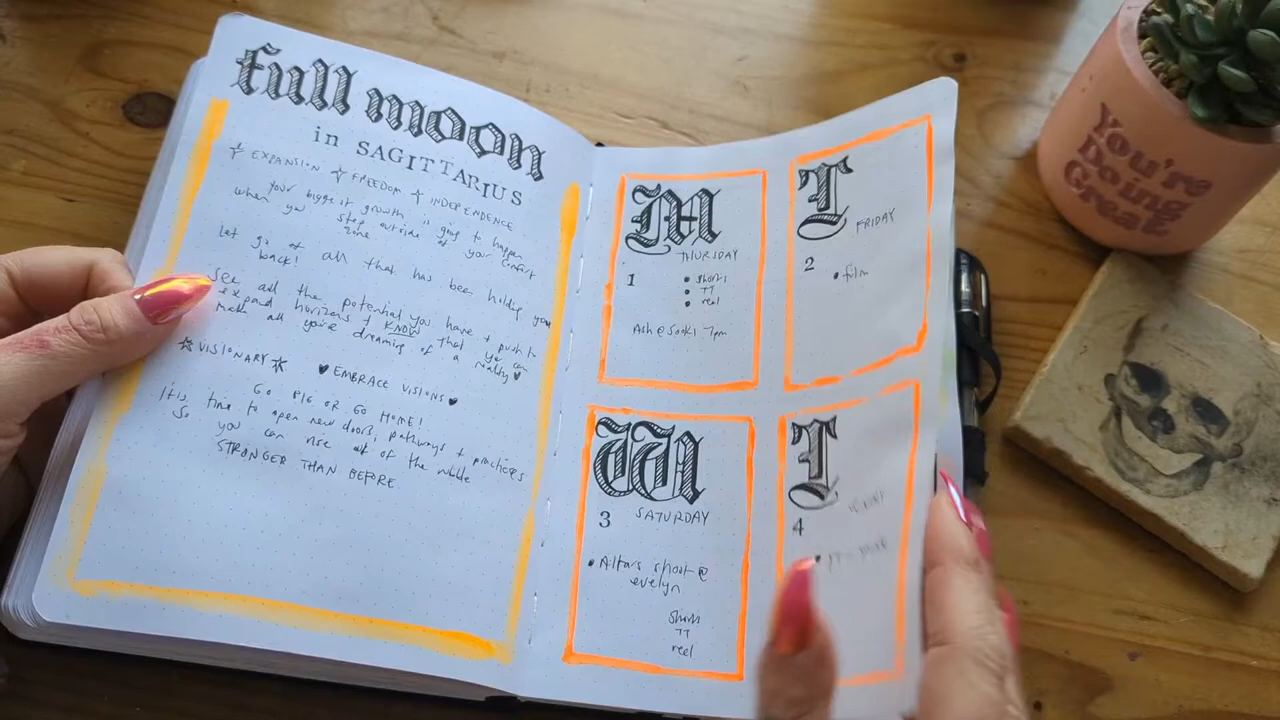 full moon
in SAGITTARIUS
EXPANSION FREEDOM + INDEPENDENCE
Your biggest growth is going to happen
when you step outside of your comfort
zone
Let go of all that has been holding you
back!
See all the potential you have + push to
expand horizons + KNOW that you can
make all you're dreaming of a reality
VISIONARY
EMBRACE VISIONS
GO BIG OR GO HOME!
It's time to open new doors, pathways + practices
So you can rise out of the
STRONGER THAN BEFORE
M
THURSDAY
1
• shorts
• TT
• reel
Ash @ Sooki 7pm
T
FRIDAY
2
• film
W
SATURDAY
3
• Altars shoot @
evelyn
Shorts
TT
reel
T
4
You're
Doing
Great